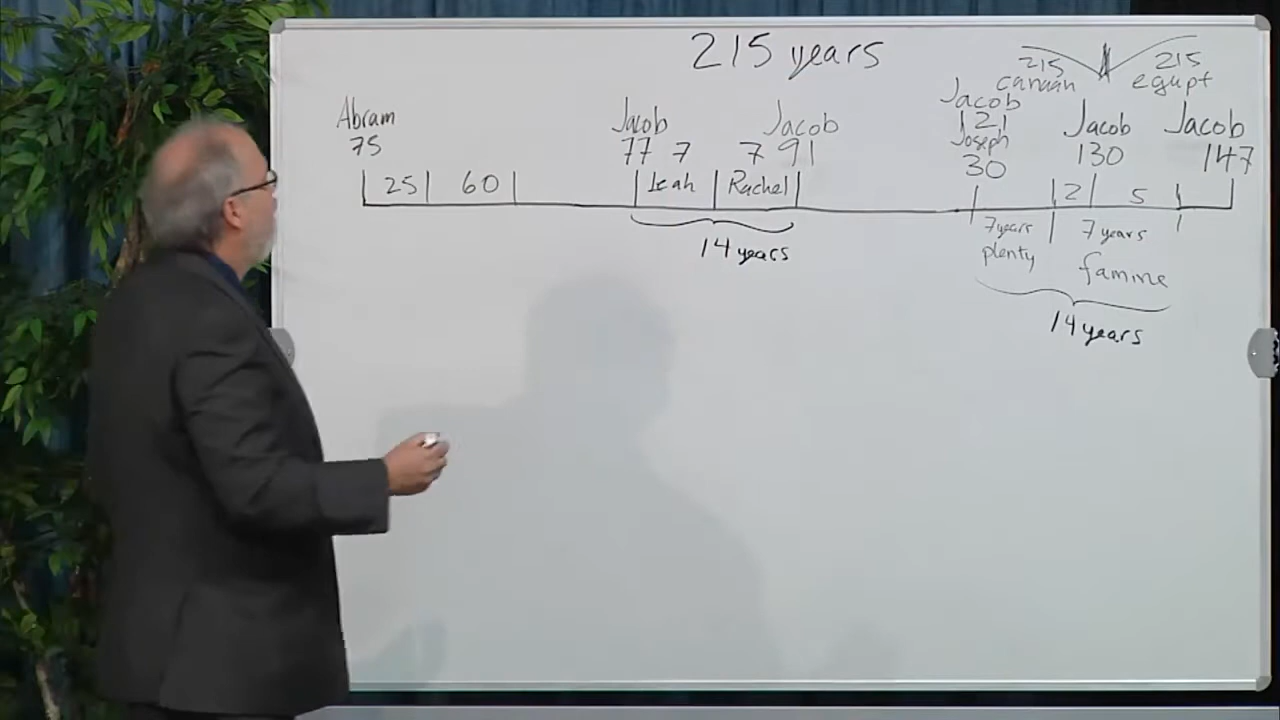 215 years
215 215
canaan egypt
Abram
75
Jacob
77 7
Jacob
7 91
Jacob
121
Joseph
30
Jacob
130
Jacob
147
25 60 Leah Rachel 2 5
14 years
7 years
plenty
7 years
famine
14 years